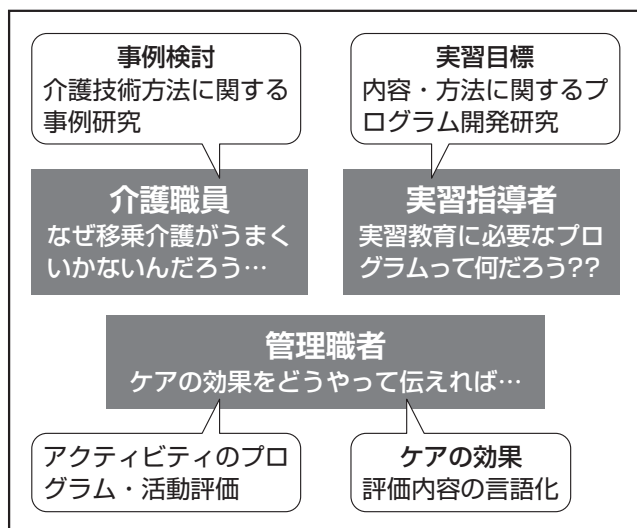 事例検討
介護技術方法に関する
事例研究
実習目標
内容・方法に関するプ
ログラム開発研究
介護職員
なぜ移乗介護がうまく
いかないんだろう…
実習指導者
実習教育に必要なプロ
グラムって何だろう??
管理職者
ケアの効果をどうやって伝えれば…
アクティビティのプロ
グラム・活動評価
ケアの効果
評価内容の言語化